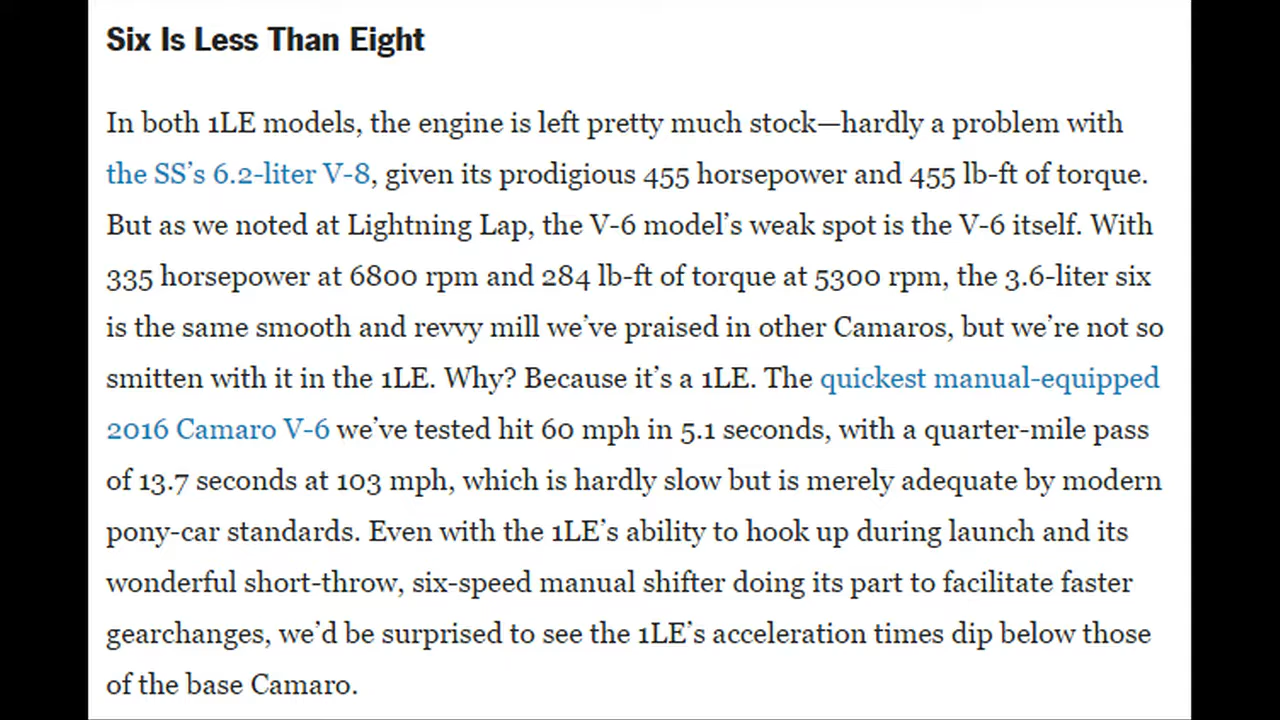 Six Is Less Than Eight
In both 1LE models, the engine is left pretty much stock—hardly a problem with
the SS’s 6.2-liter V-8, given its prodigious 455 horsepower and 455 lb-ft of torque.
But as we noted at Lightning Lap, the V-6 model’s weak spot is the V-6 itself. With
335 horsepower at 6800 rpm and 284 lb-ft of torque at 5300 rpm, the 3.6-liter six
is the same smooth and revvy mill we’ve praised in other Camaros, but we’re not so
smitten with it in the 1LE. Why? Because it’s a 1LE. The quickest manual-equipped
2016 Camaro V-6 we’ve tested hit 60 mph in 5.1 seconds, with a quarter-mile pass
of 13.7 seconds at 103 mph, which is hardly slow but is merely adequate by modern
pony-car standards. Even with the 1LE’s ability to hook up during launch and its
wonderful short-throw, six-speed manual shifter doing its part to facilitate faster
gearchanges, we’d be surprised to see the 1LE’s acceleration times dip below those
of the base Camaro.